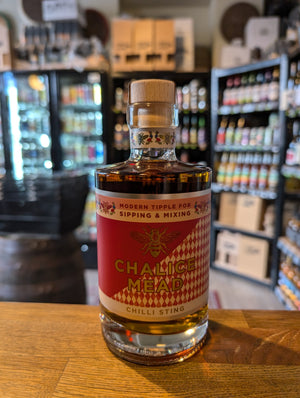 MODERN TIPPLE FOR
SIPPING & MIXING
CHALICE
MEAD
CHILLI STING